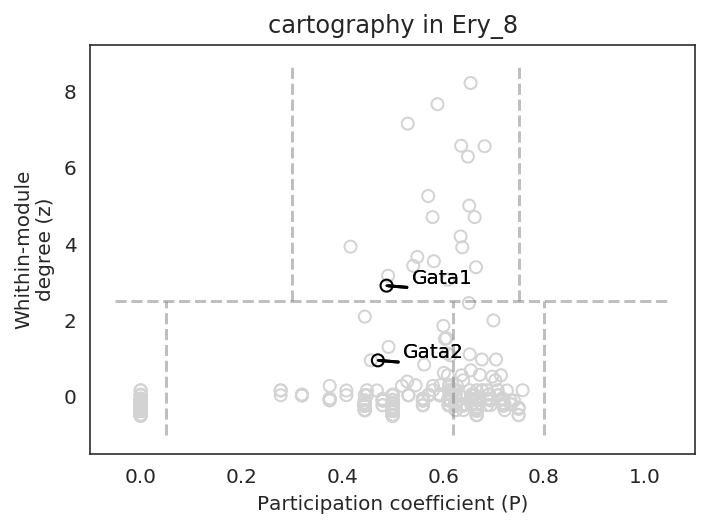 cartography in Ery_8
Whithin-module
degree (z)
8
6
4
2
0
Gata1
Gata2
0.0 0.2 0.4 0.6 0.8 1.0
Participation coefficient (P)